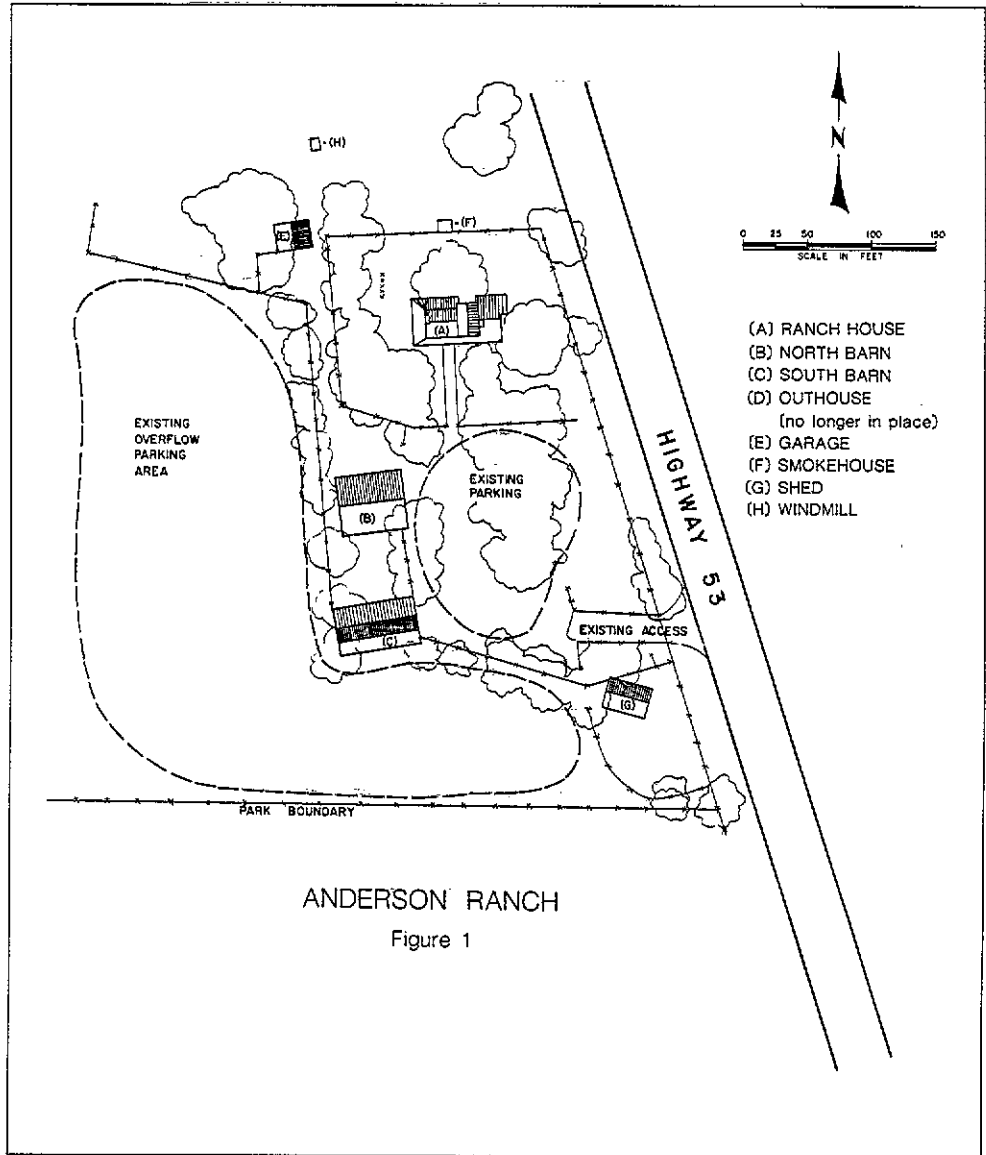 ·-(H)
N
(E)
·-(F)
0 25 50 100 150
SCALE IN FEET
(A)
(A) RANCH HOUSE
(B) NORTH BARN
(C) SOUTH BARN
(D) OUTHOUSE
(no longer in place)
(E) GARAGE
(F) SMOKEHOUSE
(G) SHED
(H) WINDMILL
EXISTING
OVERFLOW
PARKING
AREA
HIGHWAY 53
EXISTING
PARKING
(B)
EXISTING ACCESS
(C)
(G)
PARK BOUNDARY
ANDERSON RANCH
Figure 1